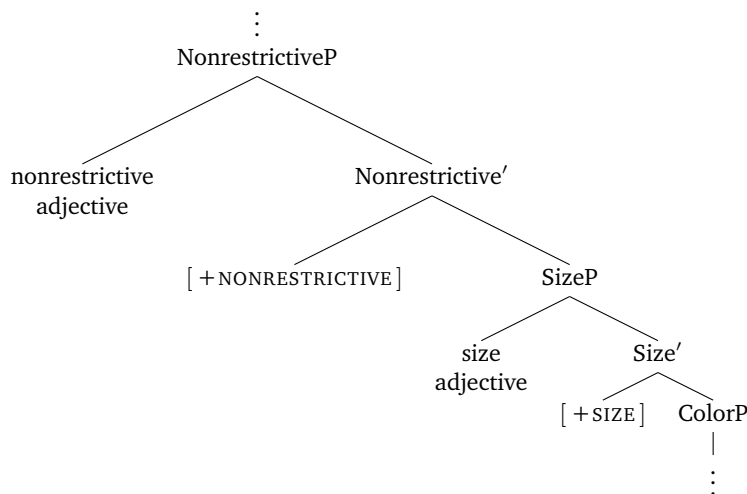 ⋮
NonrestrictiveP
nonrestrictive
adjective
Nonrestrictive′
[+NONRESTRICTIVE]
SizeP
size
adjective
Size′
[+SIZE]
ColorP
⋮